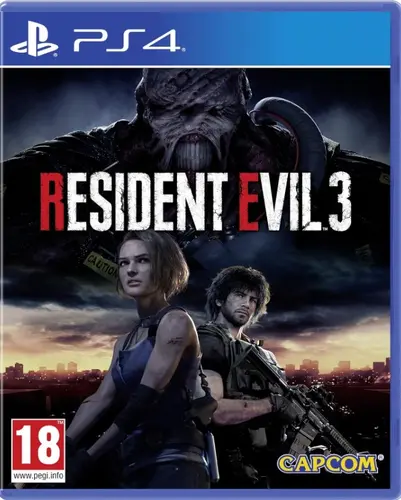 PS4
RESIDENT EVIL 3
CAUTION
18
www.pegi.info
CAPCOM